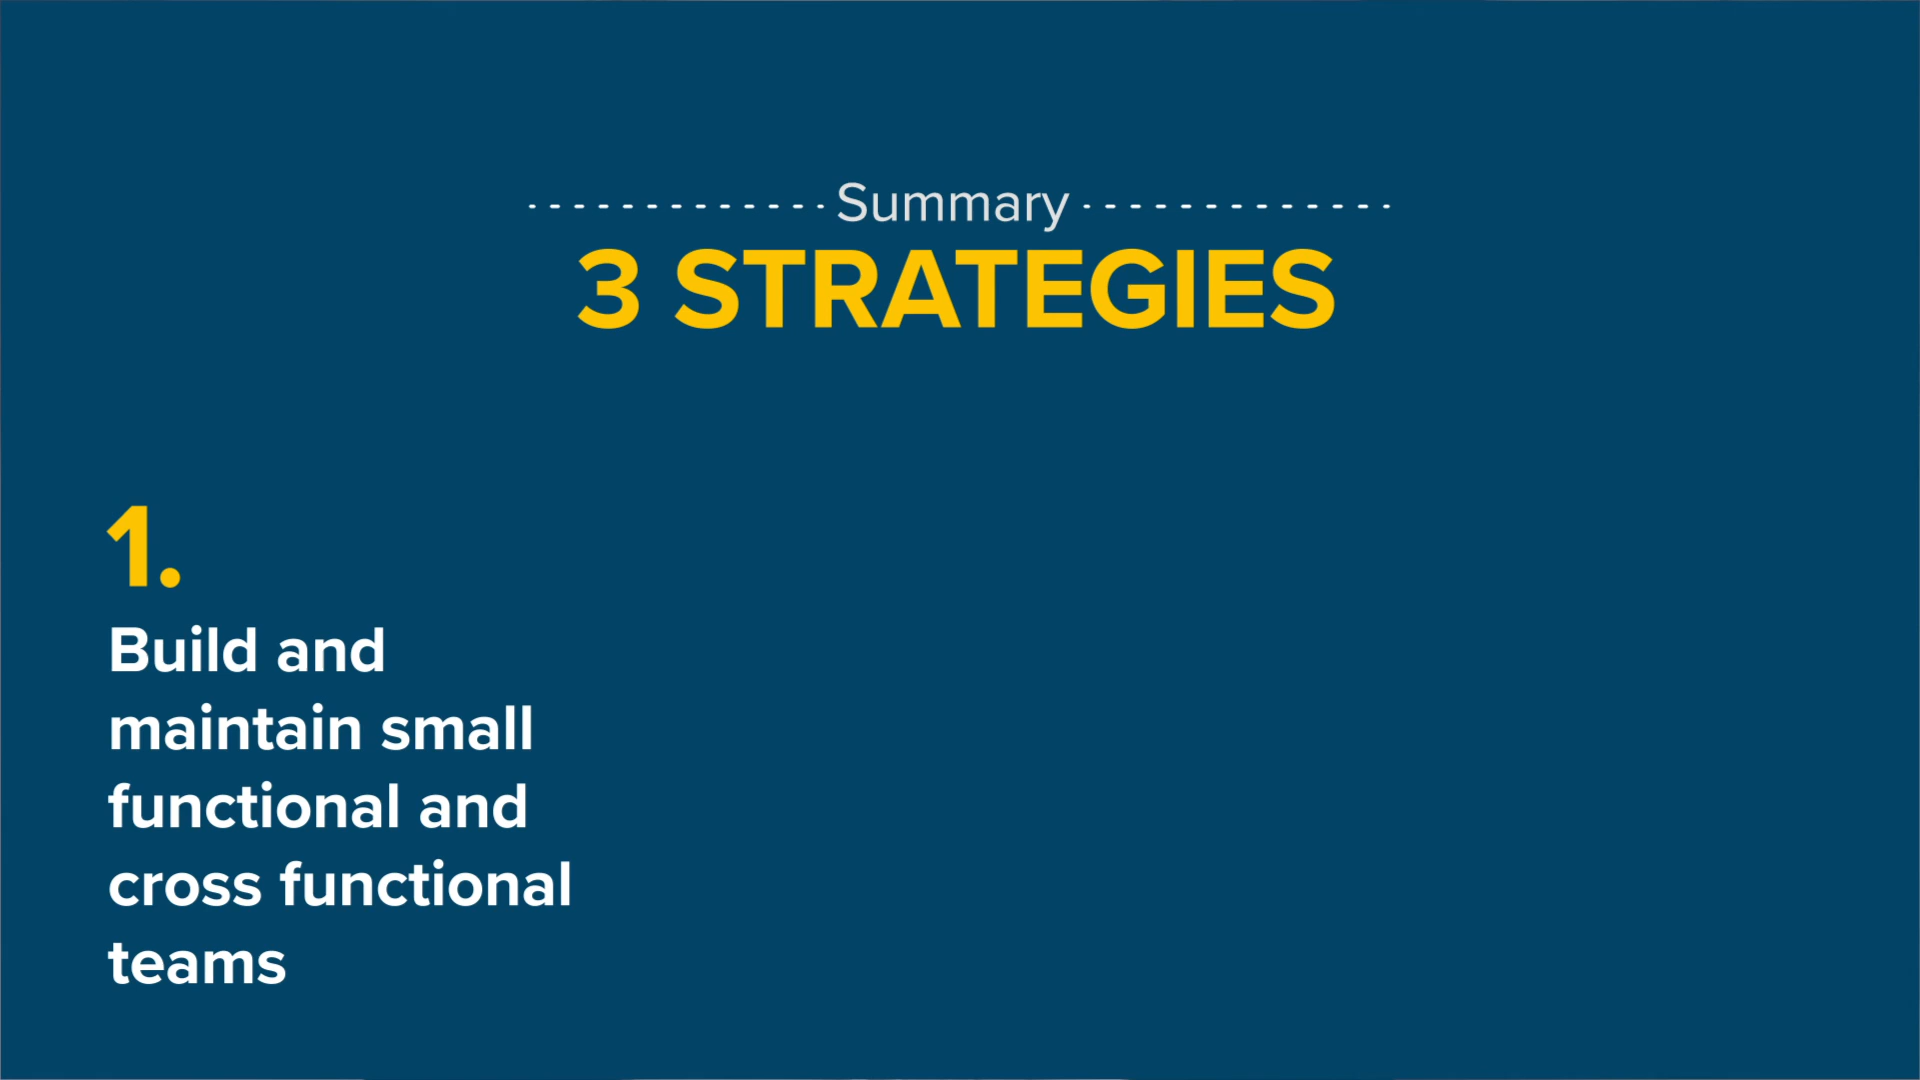 Summary
3 STRATEGIES
1.
Build and
maintain small
functional and
cross functional
teams